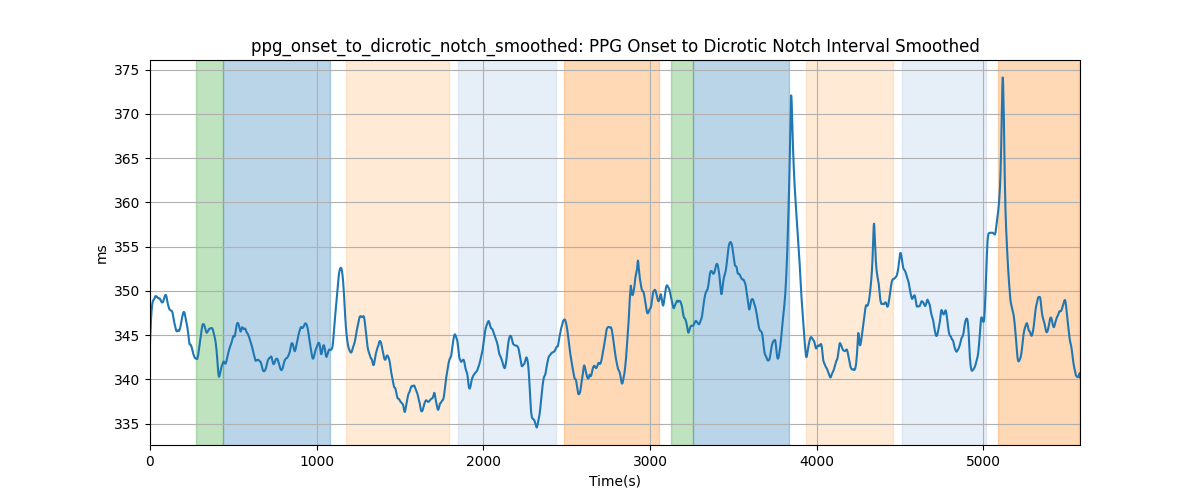 ppg_onset_to_dicrotic_notch_smoothed: PPG Onset to Dicrotic Notch Interval Smoothed
375
370
365
360
355
350
345
340
335
ms
0 1000 2000 3000 4000 5000
Time(s)